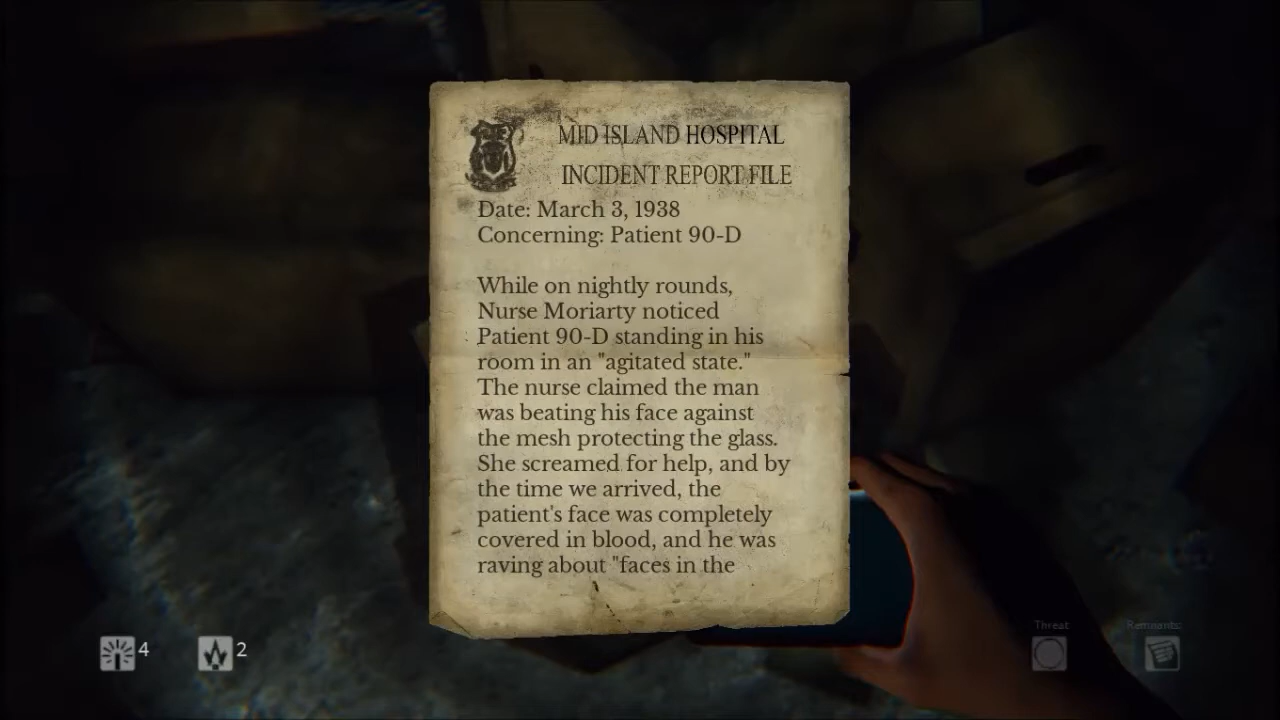 MID ISLAND HOSPITAL
INCIDENT REPORT FILE
Date: March 3, 1938
Concerning: Patient 90-D
While on nightly rounds,
Nurse Moriarty noticed
Patient 90-D standing in his
room in an "agitated state."
The nurse claimed the man
was beating his face against
the mesh protecting the glass.
She screamed for help, and by
the time we arrived, the
patient's face was completely
covered in blood, and he was
raving about "faces in the
4
2
Threat
Remnants